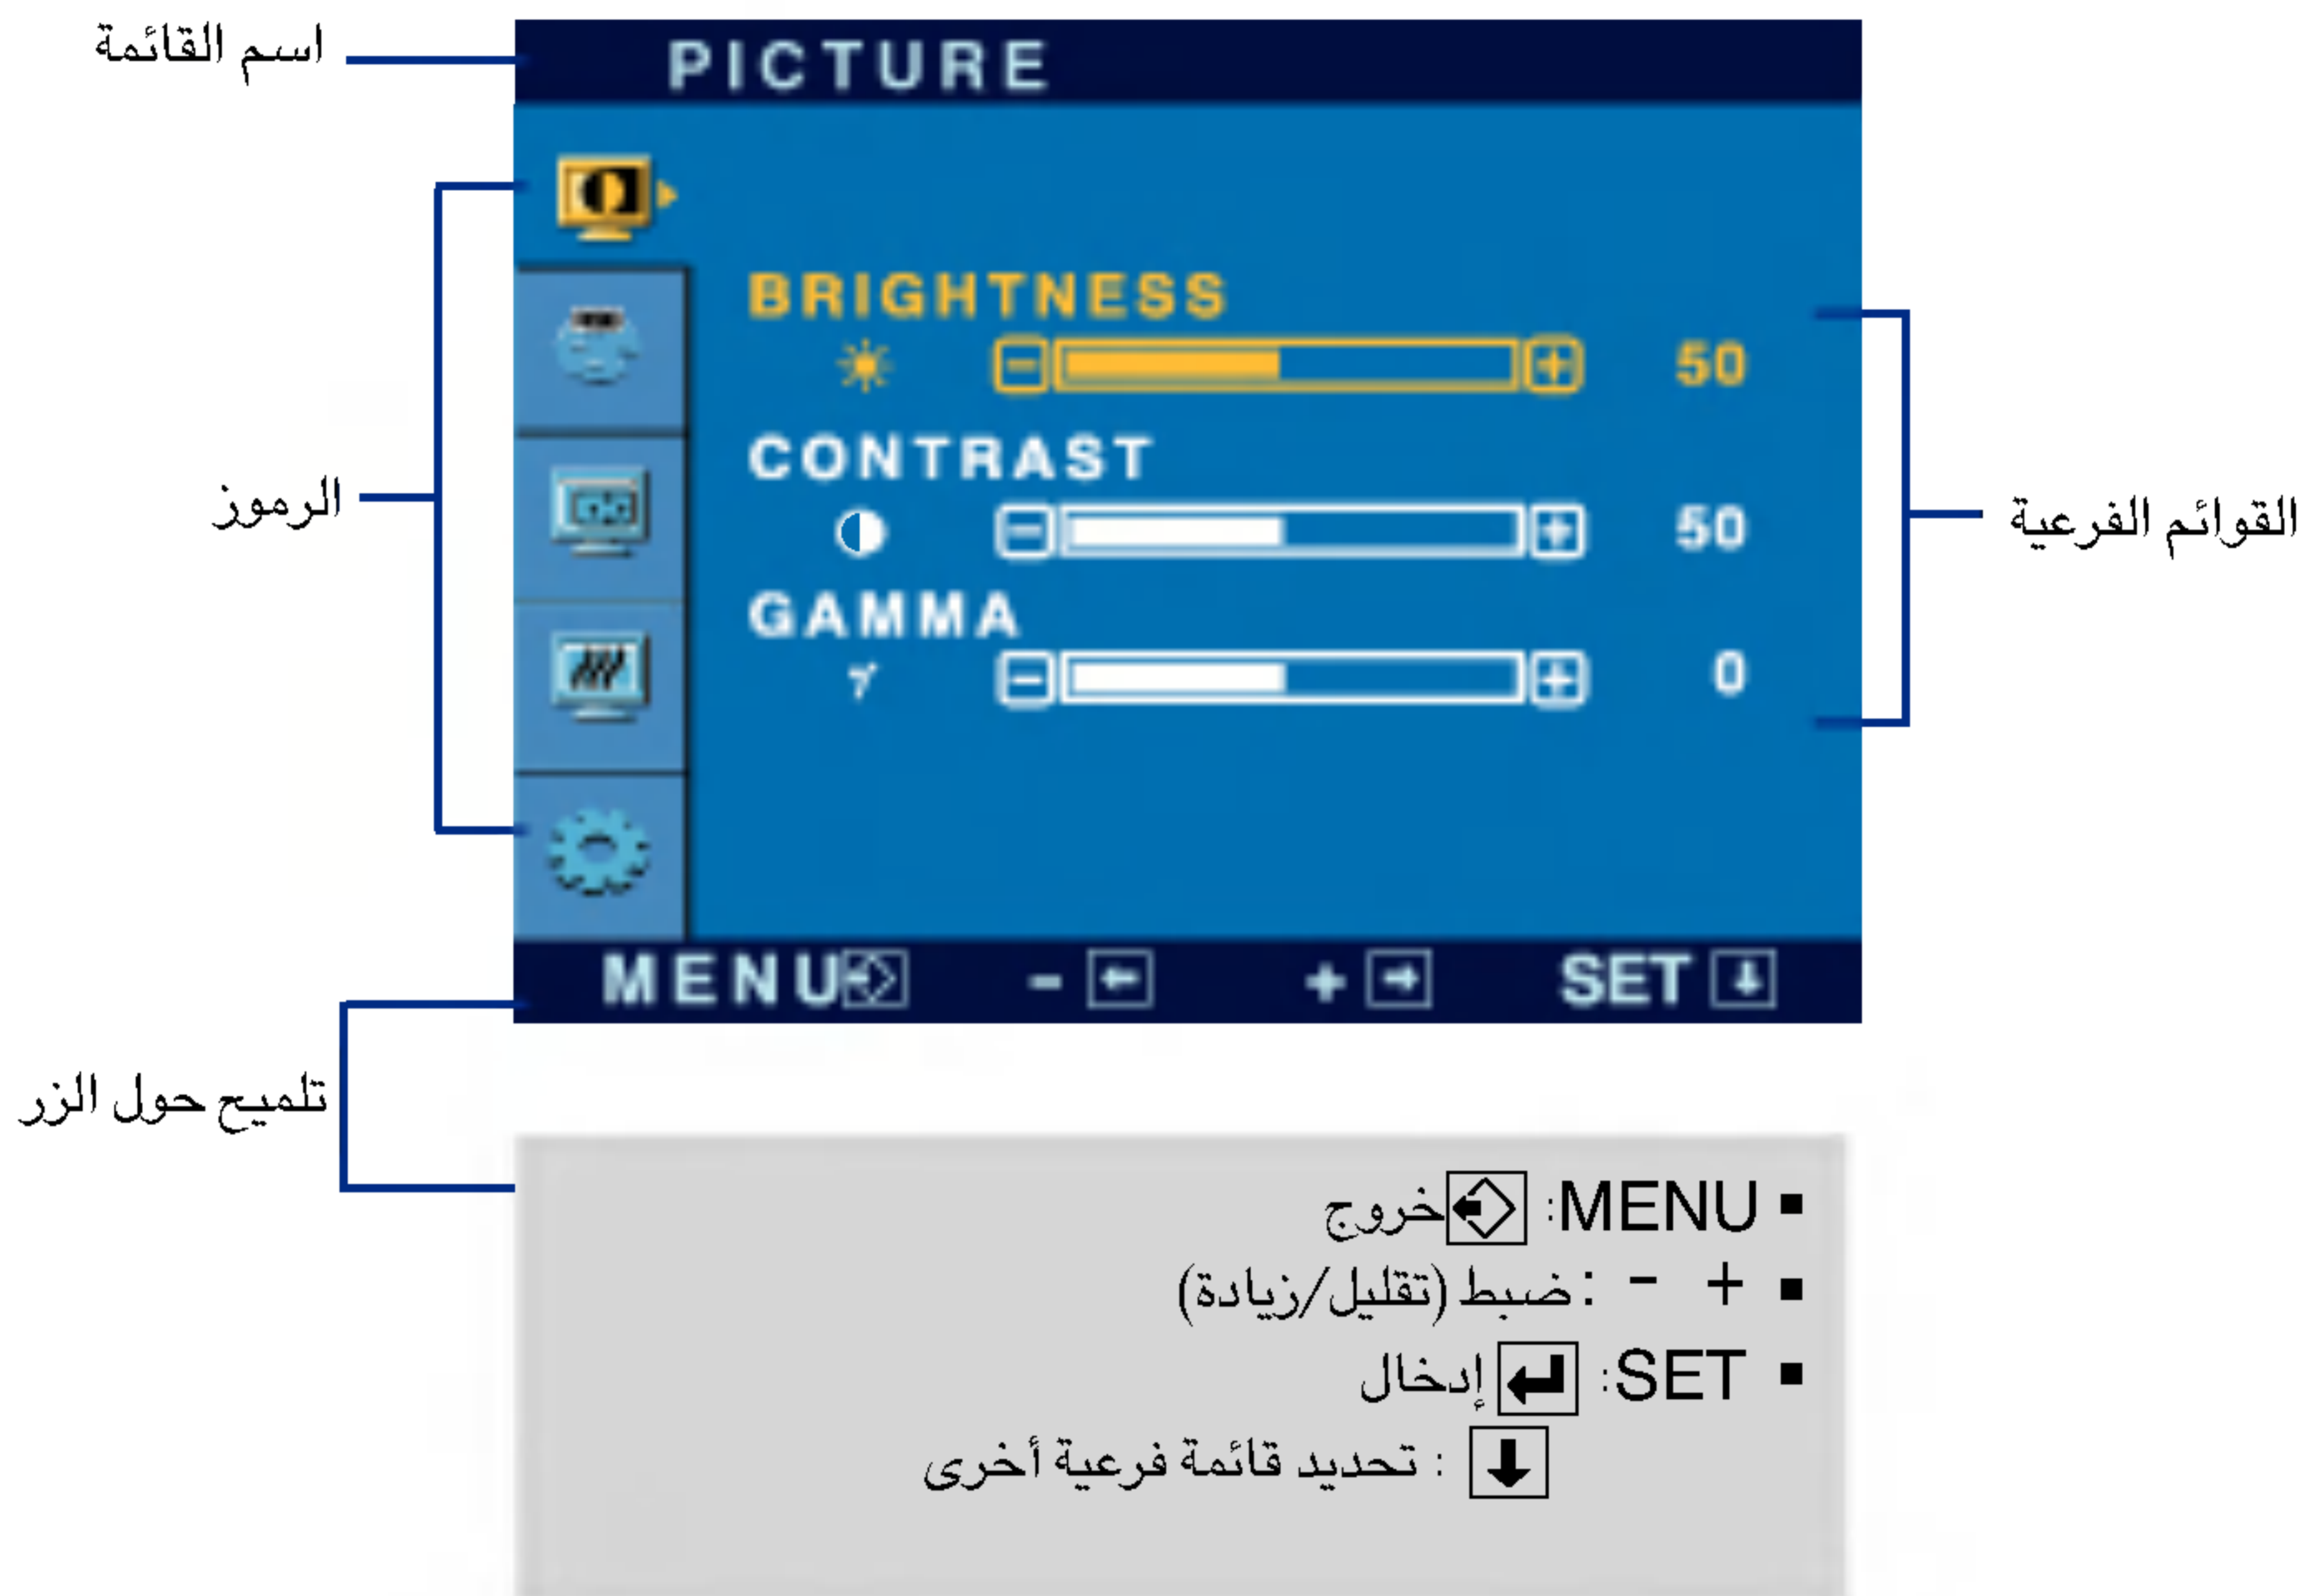 اسم القائمة
PICTURE
BRIGHTNESS
- + 50
CONTRAST
- + 50
GAMMA
γ - + 0
الرموز
القوائم الفرعية
MENU - ← + → SET ↓
تلميح حول الزر
▪ MENU: خروج
▪ + - : ضبط (تقليل/زيادة)
▪ SET: ↵ إدخال
↓ : تحديد قائمة فرعية أخرى